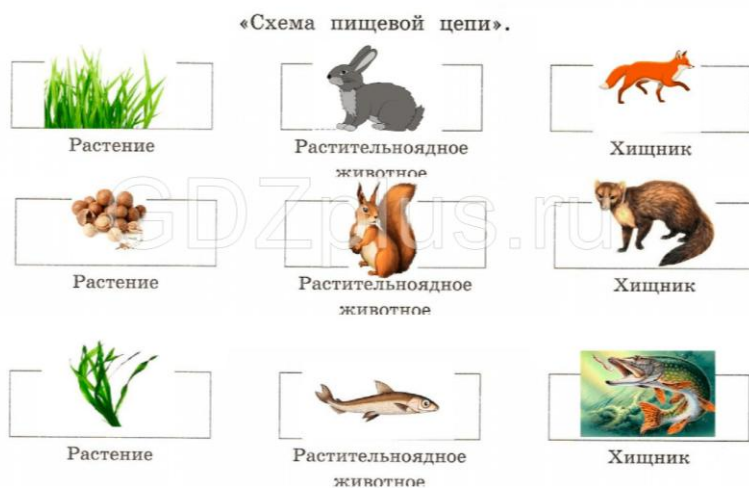 «Схема пищевой цепи».
Растение
Растительноядное
животное
Хищник
GDZplus.ru
Растение
Растительноядное
животное
Хищник
Растение
Растительноядное
животное
Хищник